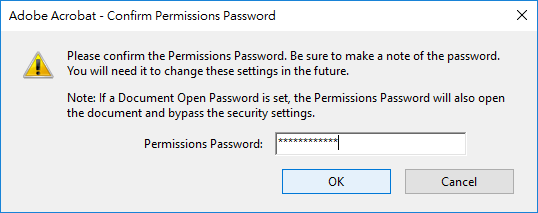 Adobe Acrobat - Confirm Permissions Password
Please confirm the Permissions Password. Be sure to make a note of the password.
You will need it to change these settings in the future.
Note: If a Document Open Password is set, the Permissions Password will also open
the document and bypass the security settings.
Permissions Password: ************
OK Cancel